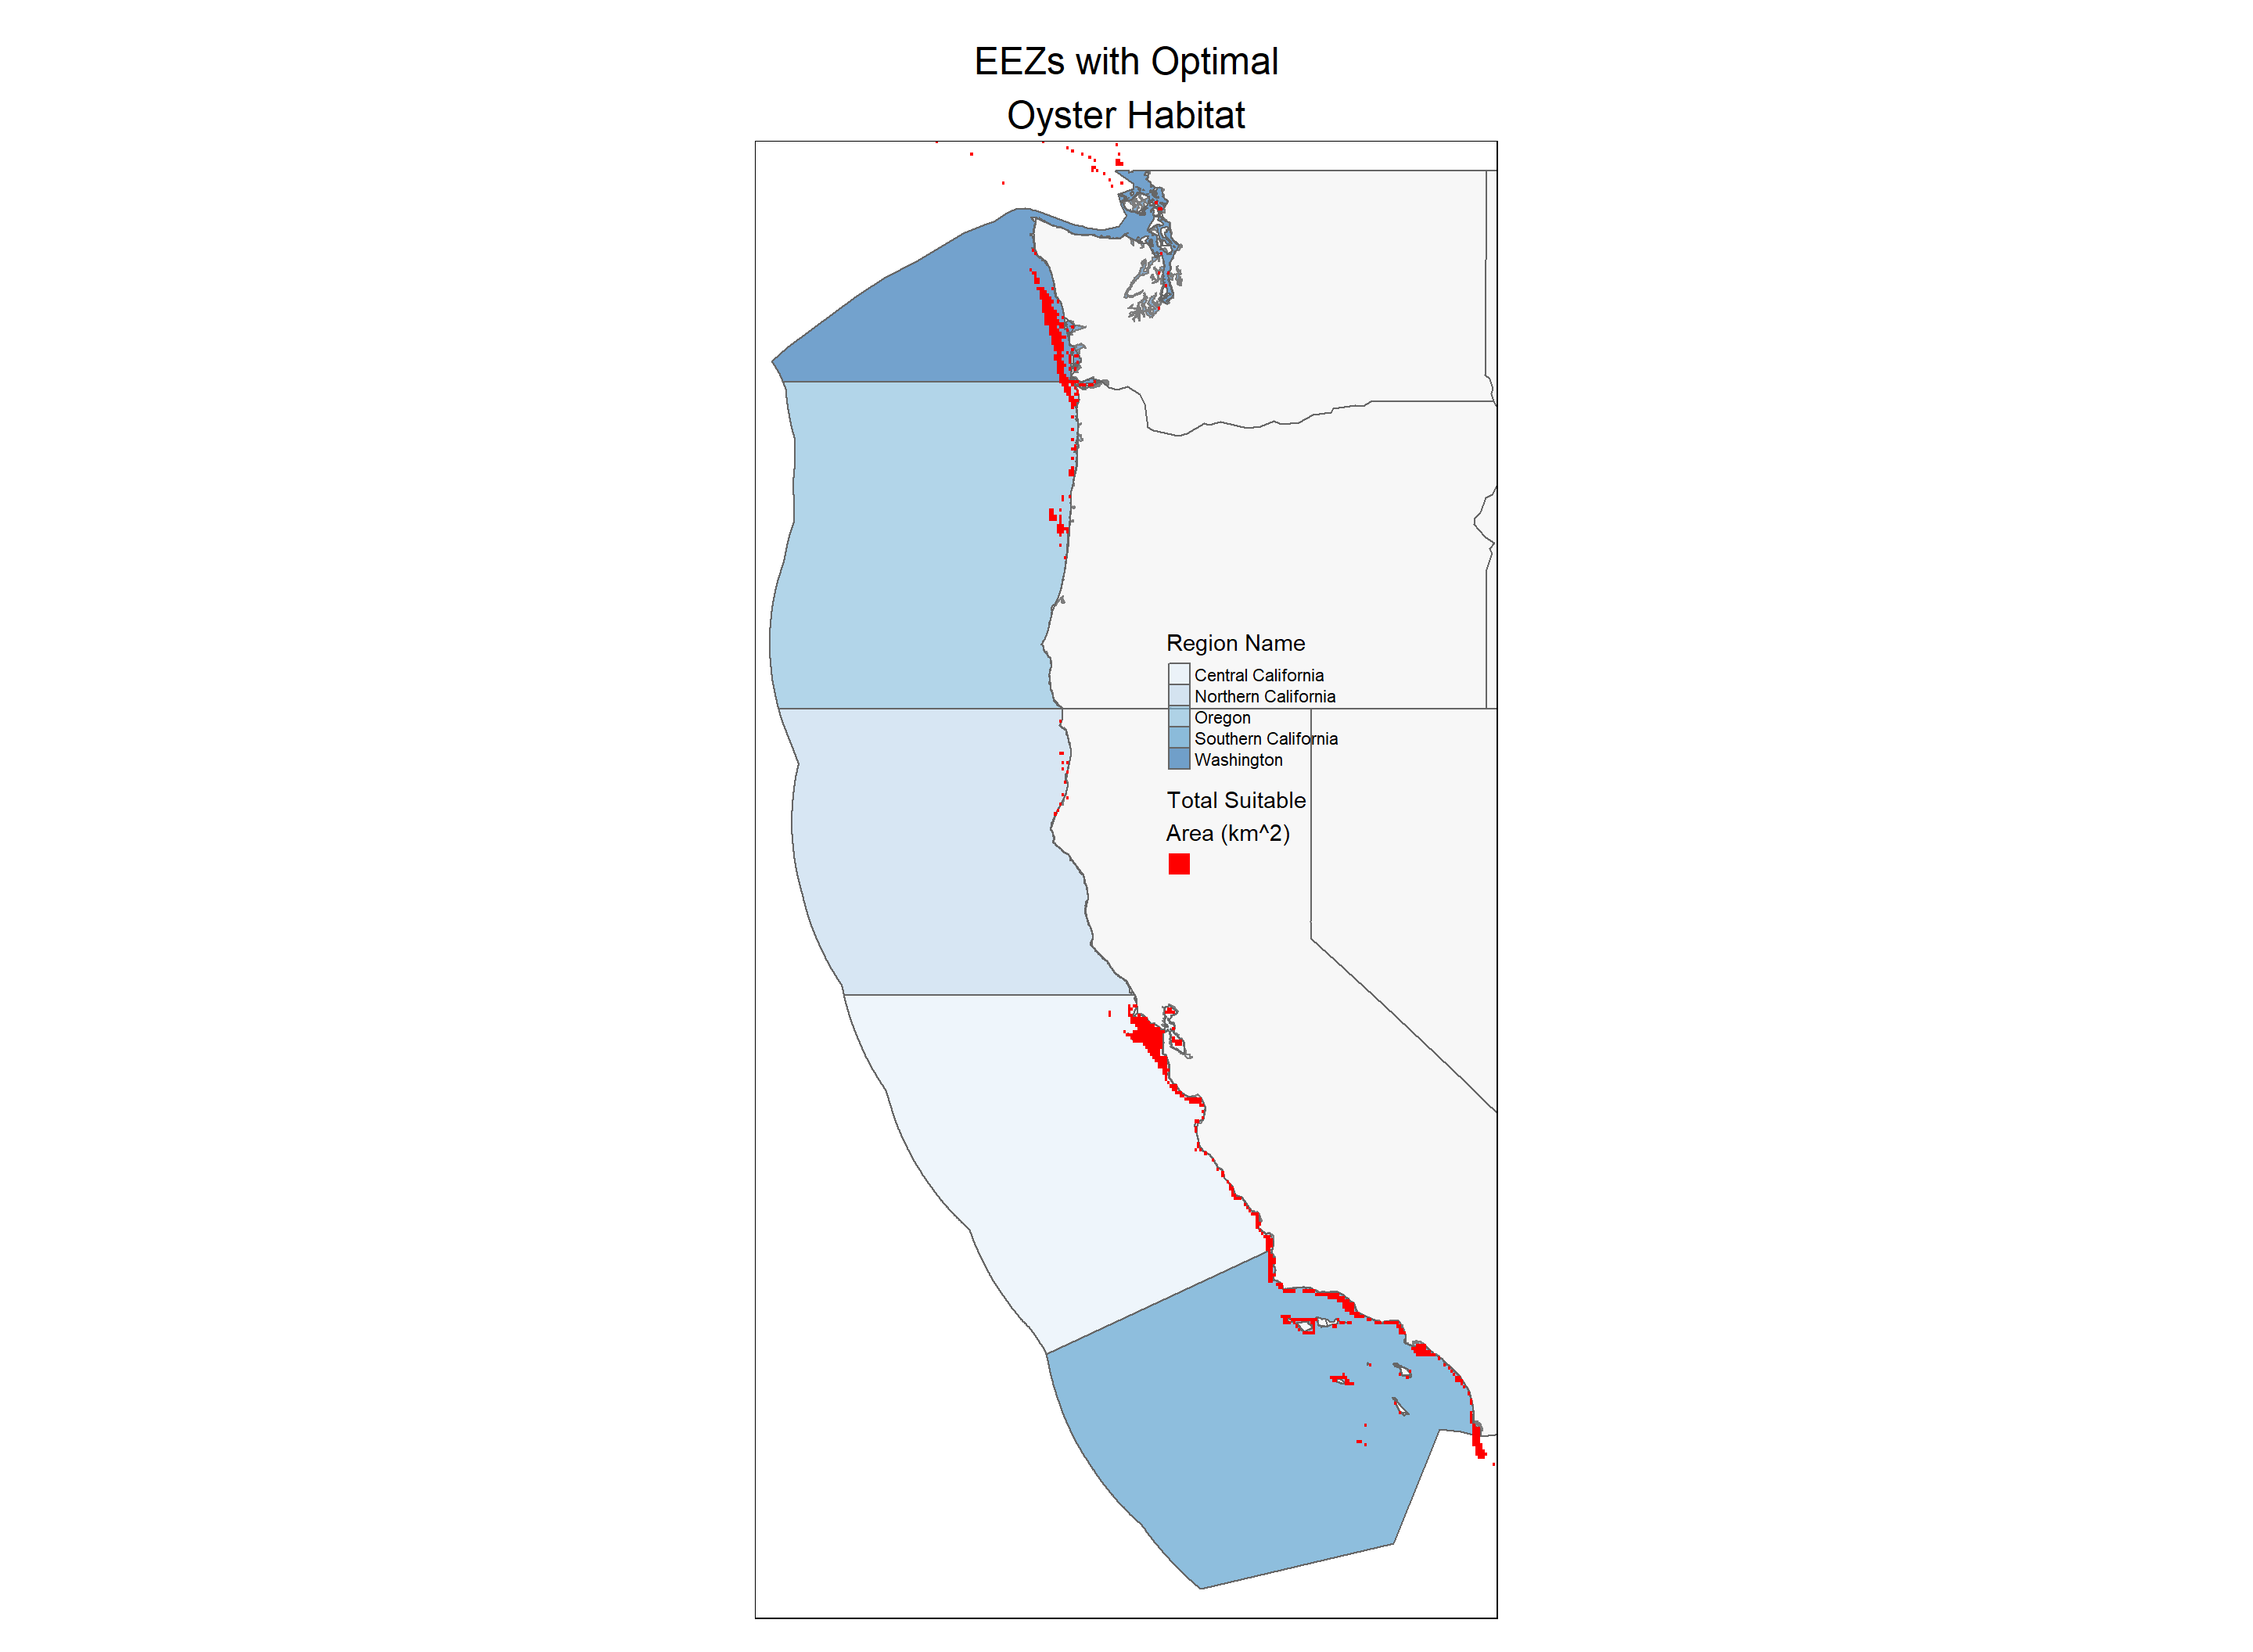 EEZs with Optimal
Oyster Habitat
Region Name
Central California
Northern California
Oregon
Southern California
Washington
Total Suitable
Area (km^2)